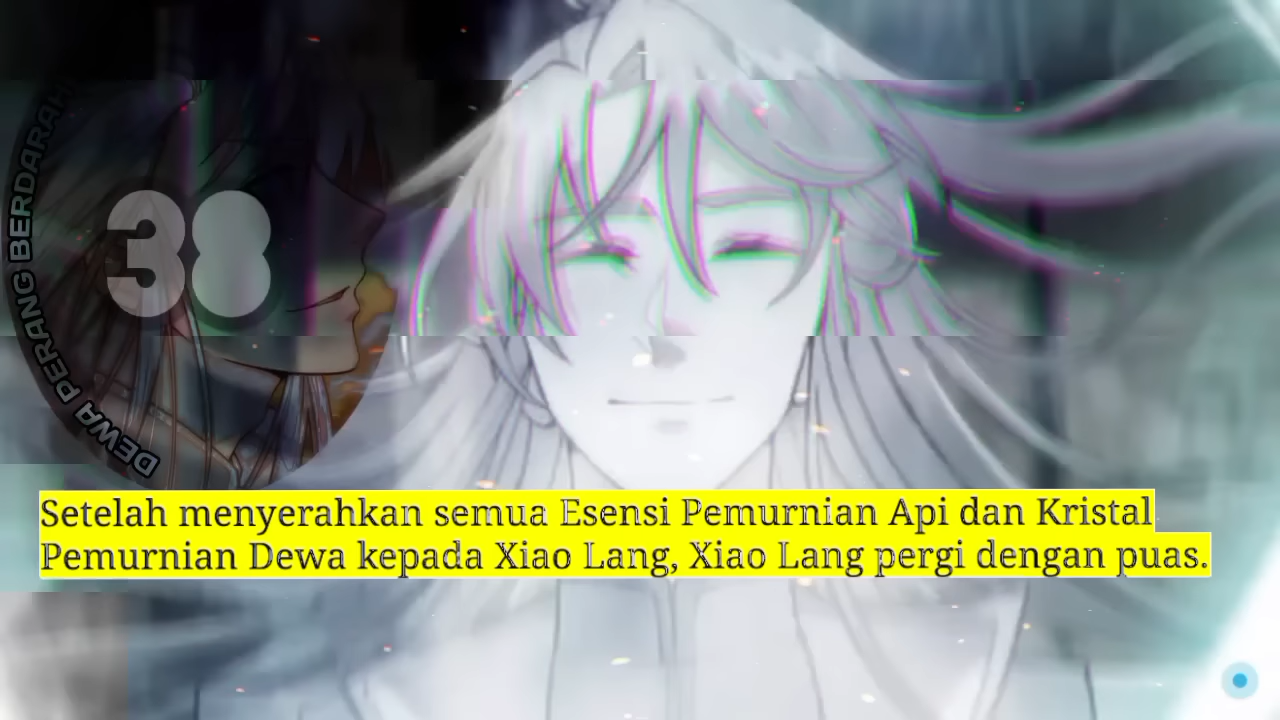 DEWA PERANG BERDARAH
38
Setelah menyerahkan semua Esensi Pemurnian Api dan Kristal
Pemurnian Dewa kepada Xiao Lang, Xiao Lang pergi dengan puas.